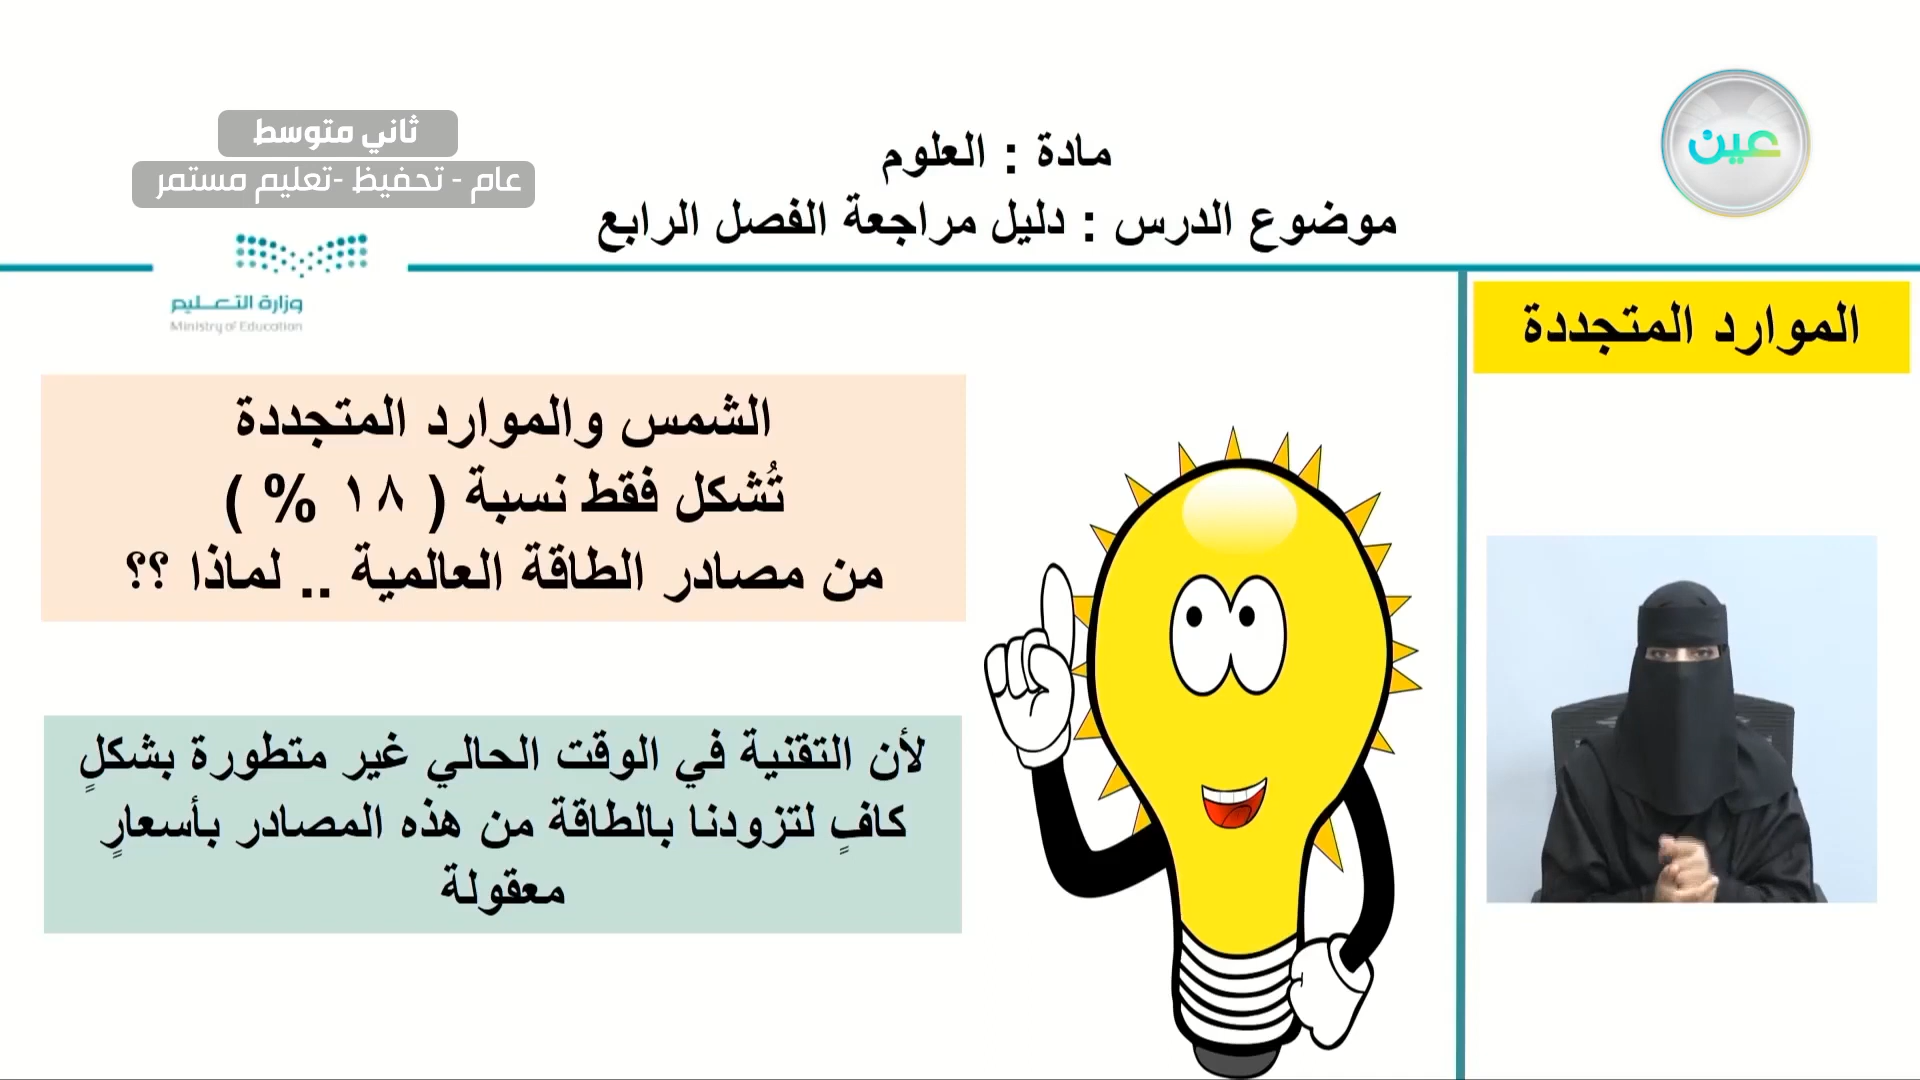 ثاني متوسط
عام - تحفيظ -تعليم مستمر
مادة : العلوم
موضوع الدرس : دليل مراجعة الفصل الرابع
عين
وزارة التعليم
Ministry of Education
الموارد المتجددة
الشمس والموارد المتجددة
تُشكل فقط نسبة ( ١٨ % )
من مصادر الطاقة العالمية .. لماذا ؟؟
لأن التقنية في الوقت الحالي غير متطورة بشكلٍ
كافٍ لتزودنا بالطاقة من هذه المصادر بأسعارٍ
معقولة